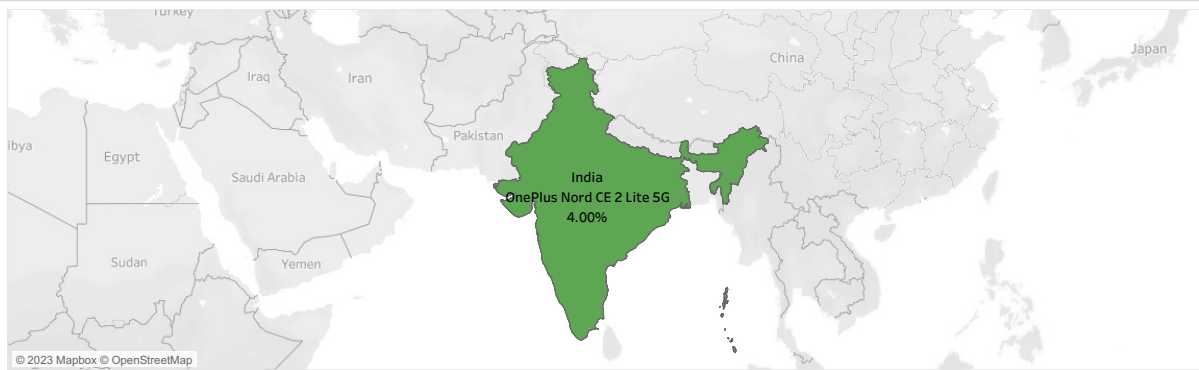 Turkey
China
Japan
Iraq
Iran
Pakistan
ibya
Egypt
Saudi Arabia
India
OnePlus Nord CE 2 Lite 5G
4.00%
Sudan
Yemen
© 2023 Mapbox © OpenStreetMap